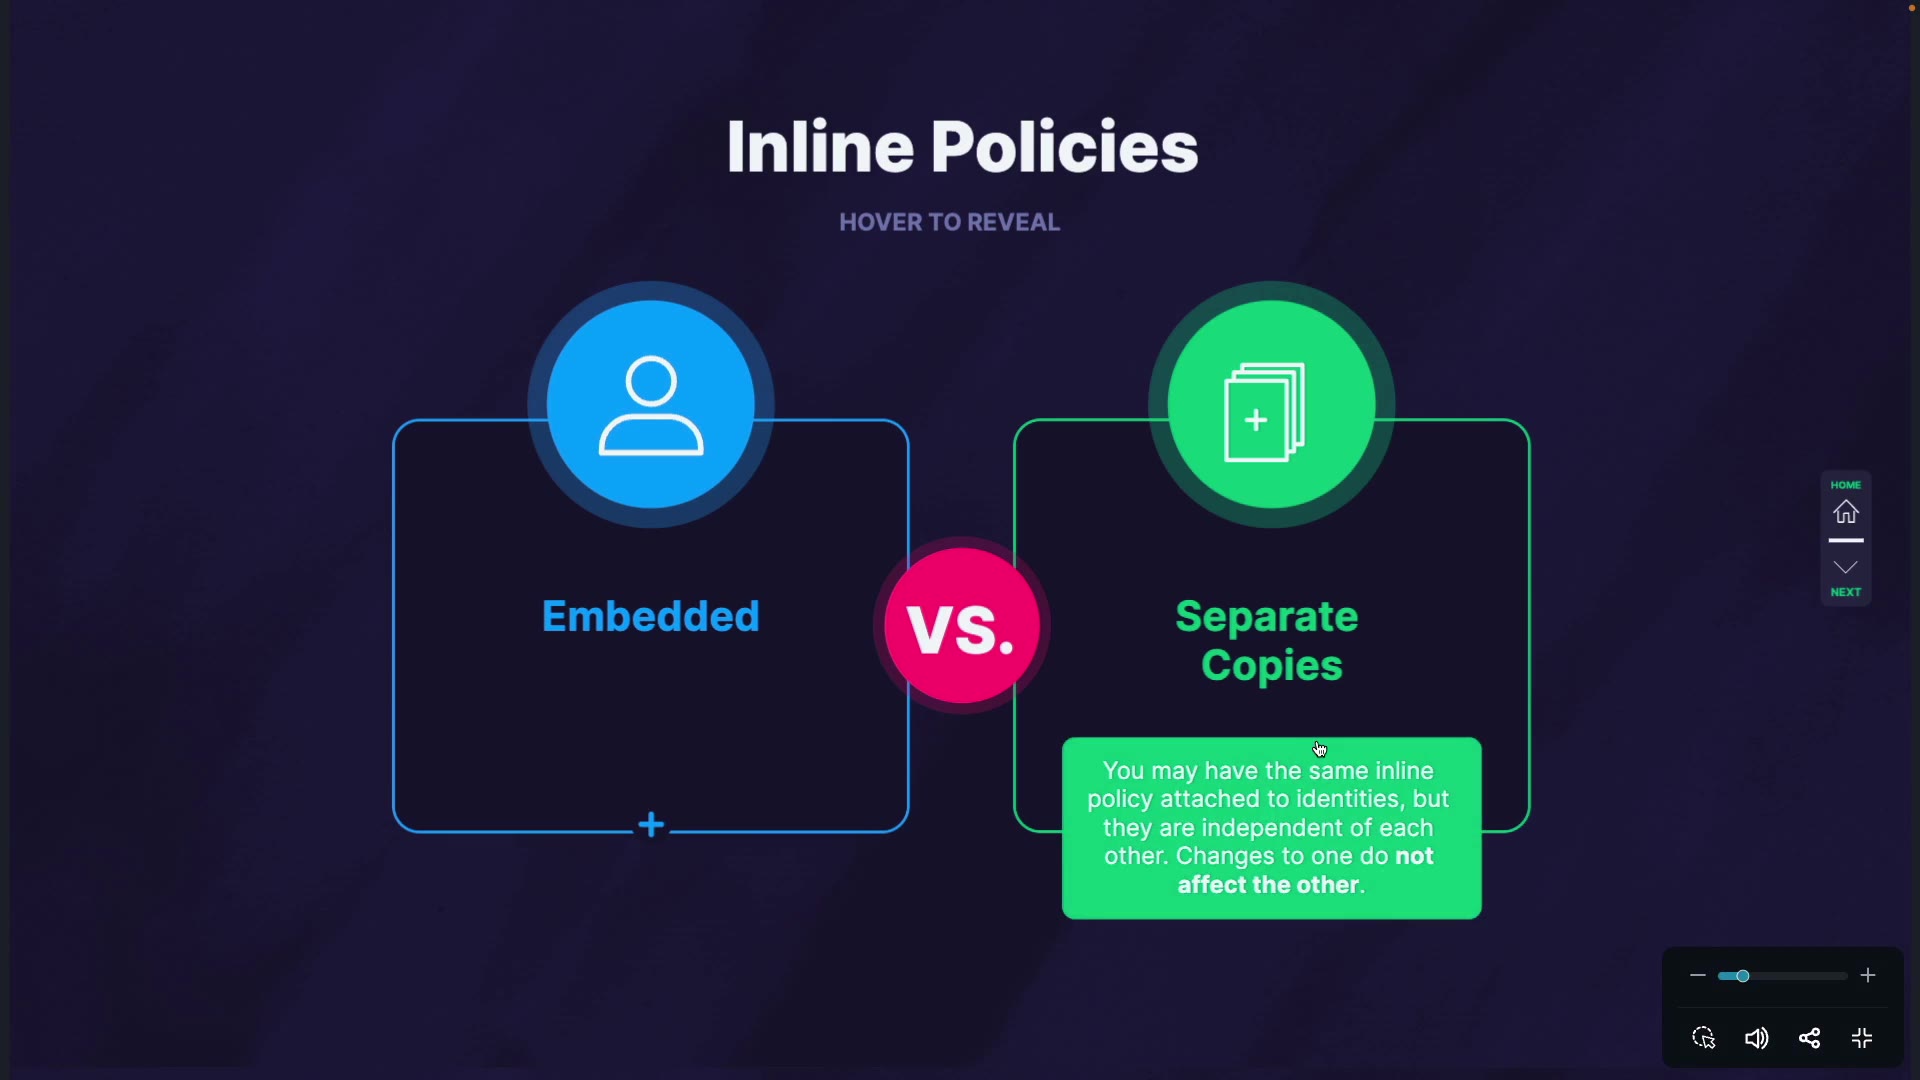 Inline Policies
HOVER TO REVEAL
Embedded
VS.
Separate
Copies
You may have the same inline
policy attached to identities, but
they are independent of each
other. Changes to one do not
affect the other.
HOME
NEXT